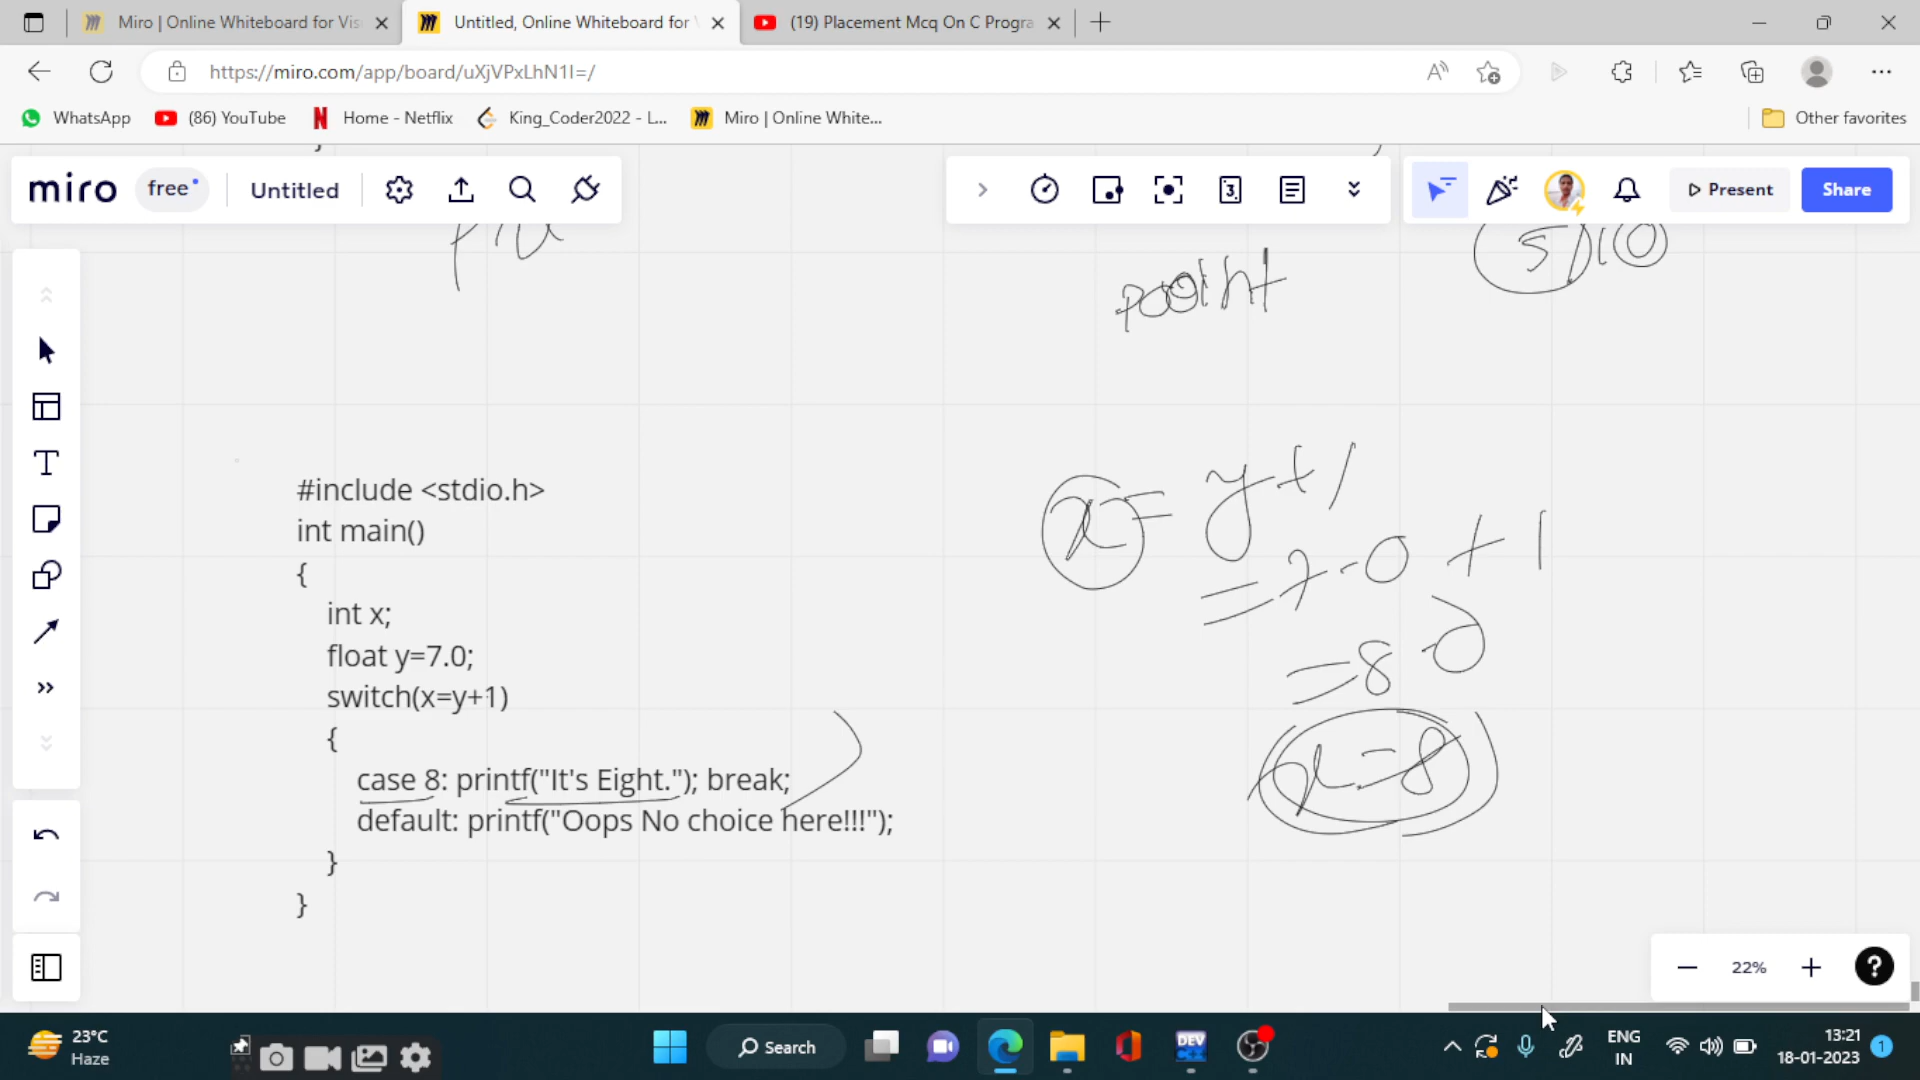 Miro | Online Whiteboard for Vis
Untitled, Online Whiteboard for
(19) Placement Mcq On C Progra
https://miro.com/app/board/uXjVPxLhN1I=/
WhatsApp
(86) YouTube
Home - Netflix
King_Coder2022 - L...
Miro | Online White...
Other favorites
miro
free
Untitled
3
Present
Share
#include <stdio.h>
int main()
{
int x;
float y=7.0;
switch(x=y+1)
{
case 8: printf("It's Eight."); break;
default: printf("Oops No choice here!!!");
}
}
x= y+1
=7.0 + 1
=8.0
x=8
22%
?
23°C
Haze
Search
DEV
C++
ENG
IN
13:21
18-01-2023
1